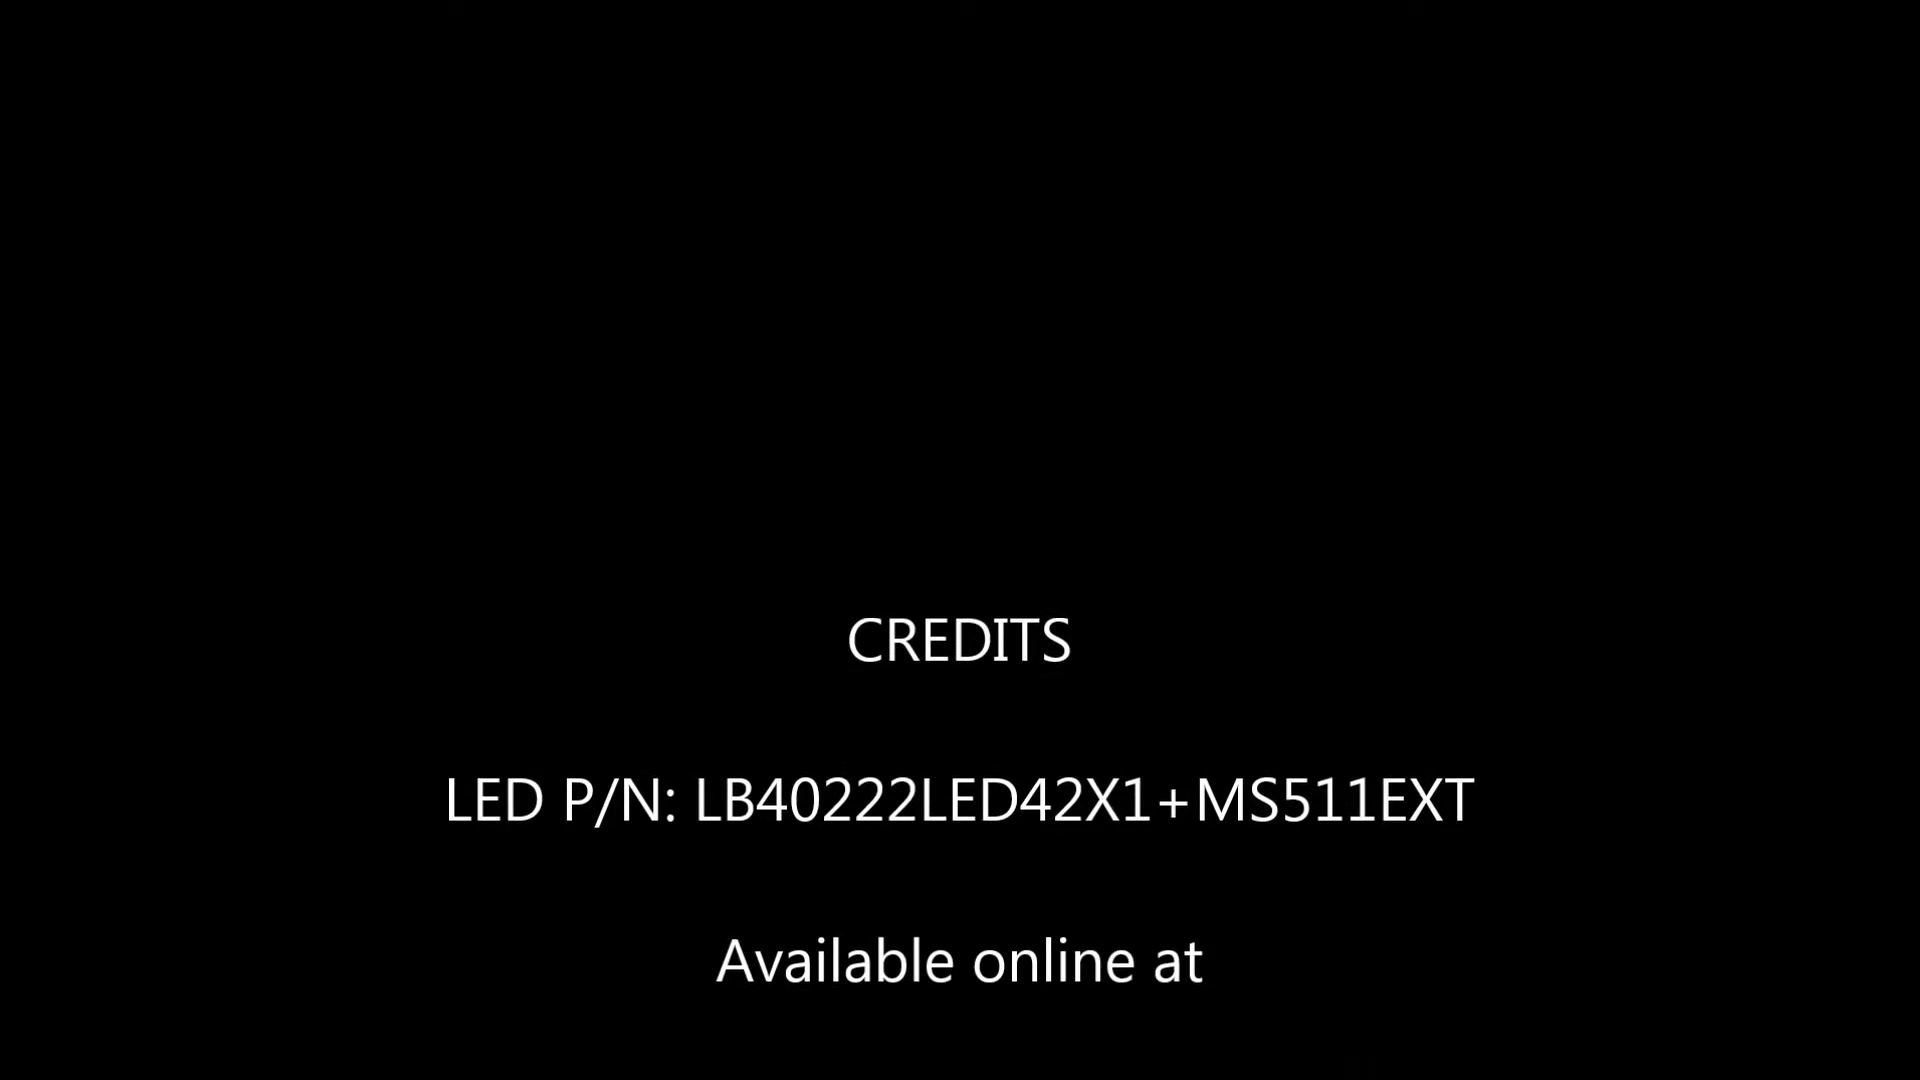 CREDITS
LED P/N: LB40222LED42X1+MS511EXT
Available online at